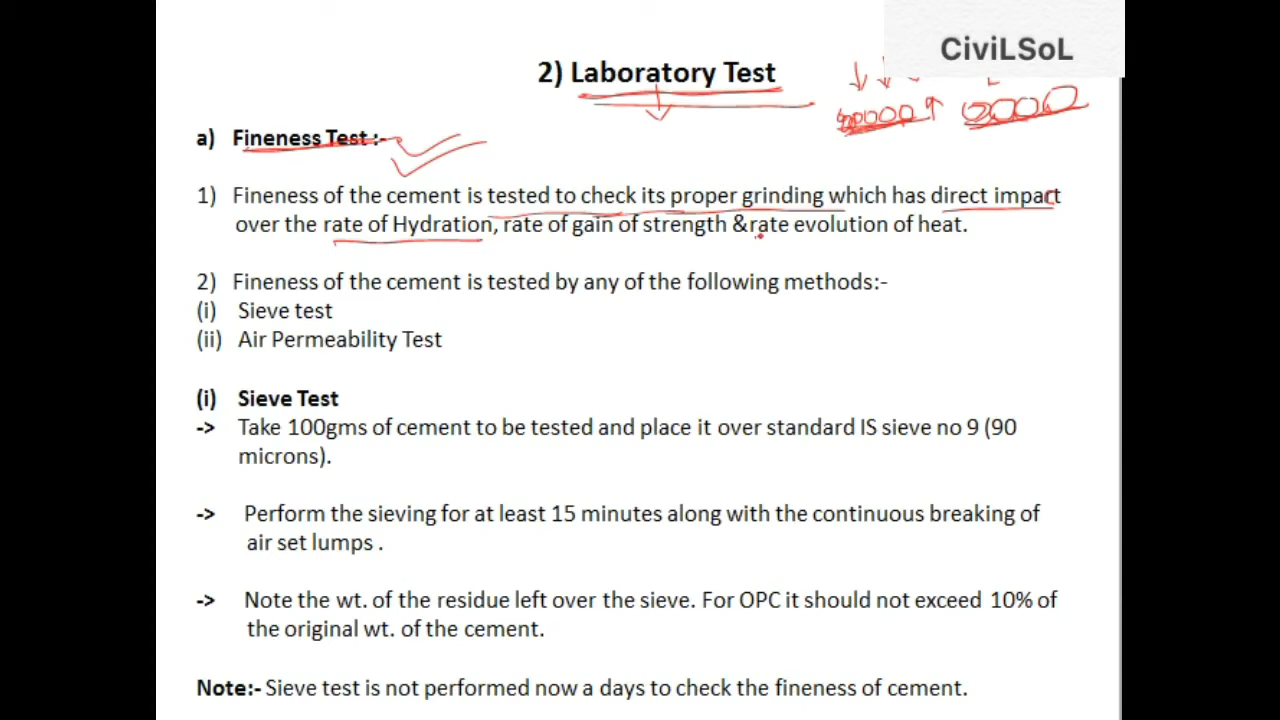 CiviLSoL
2) Laboratory Test
a) Fineness Test :-
1) Fineness of the cement is tested to check its proper grinding which has direct impact
over the rate of Hydration, rate of gain of strength &rate evolution of heat.
2) Fineness of the cement is tested by any of the following methods:-
(i) Sieve test
(ii) Air Permeability Test
(i) Sieve Test
-> Take 100gms of cement to be tested and place it over standard IS sieve no 9 (90
microns).
-> Perform the sieving for at least 15 minutes along with the continuous breaking of
air set lumps .
-> Note the wt. of the residue left over the sieve. For OPC it should not exceed 10% of
the original wt. of the cement.
Note:- Sieve test is not performed now a days to check the fineness of cement.